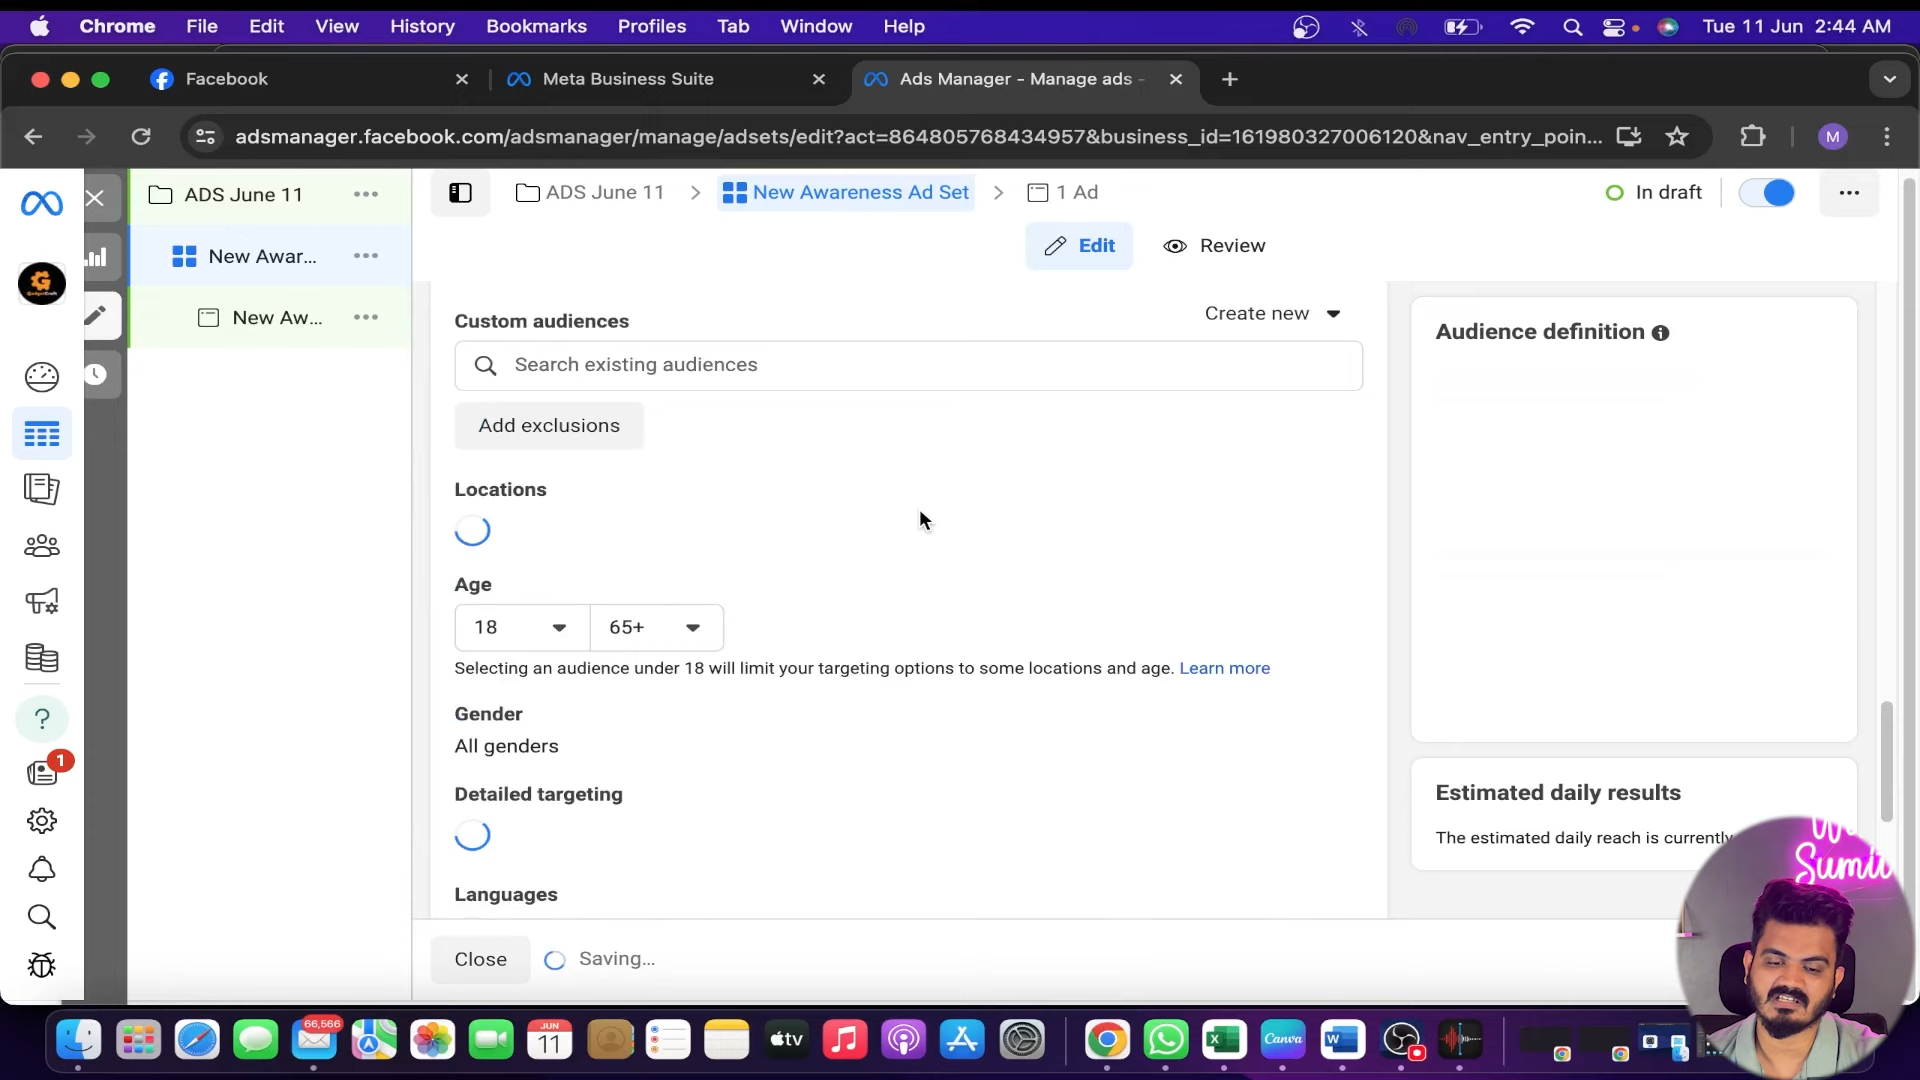 Chrome File Edit View History Bookmarks Profiles Tab Window Help Tue 11 Jun 2:44 AM
Facebook Meta Business Suite Ads Manager - Manage ads -
adsmanager.facebook.com/adsmanager/manage/adsets/edit?act=864805768434957&business_id=161980327006120&nav_entry_poin... M
ADS June 11
New Awar...
New Aw...
ADS June 11 > New Awareness Ad Set > 1 Ad In draft
Edit Review
Custom audiences Create new
Search existing audiences
Add exclusions
Locations
Age
18 65+
Selecting an audience under 18 will limit your targeting options to some locations and age. Learn more
Gender
All genders
Detailed targeting
Languages
Close Saving...
Audience definition
Estimated daily results
The estimated daily reach is currently
?
1
Sumit
66,566
JUN
11
tv
X
Canva
W